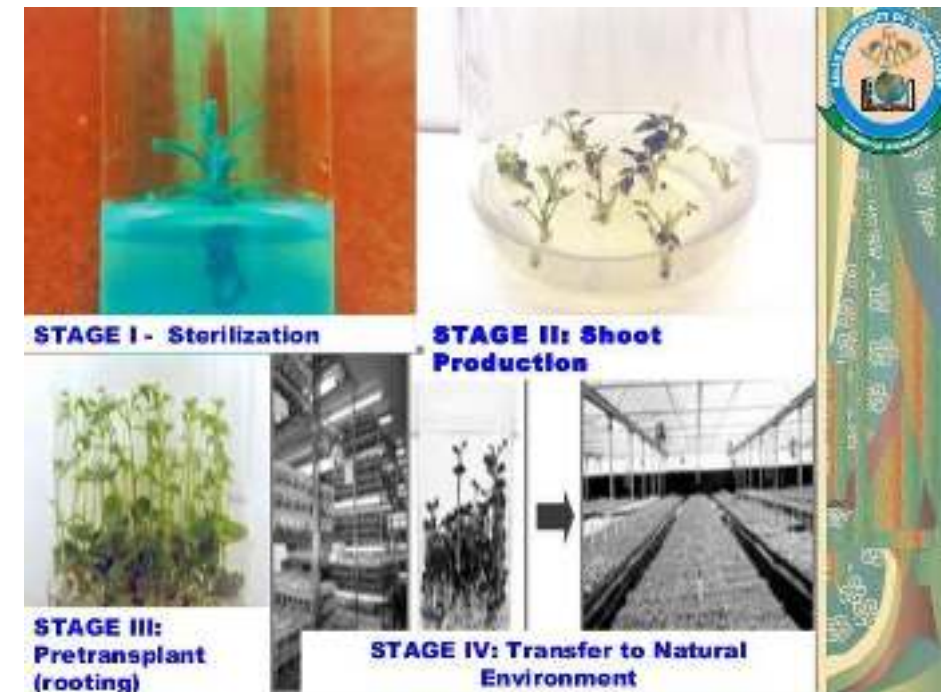 STAGE I - Sterilization
STAGE II: Shoot
Production
STAGE III:
Pretransplant
(rooting)
STAGE IV: Transfer to Natural
Environment